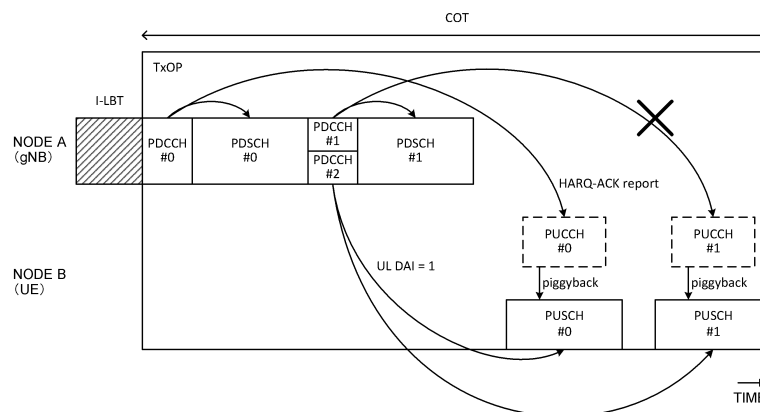 COT
TxOP
I-LBT
NODE A
(gNB)
PDCCH
#0
PDSCH
#0
PDCCH
#1
PDCCH
#2
PDSCH
#1
HARQ-ACK report
NODE B
(UE)
PUCCH
#0
PUCCH
#1
UL DAI = 1
piggyback
piggyback
PUSCH
#0
PUSCH
#1
TIME